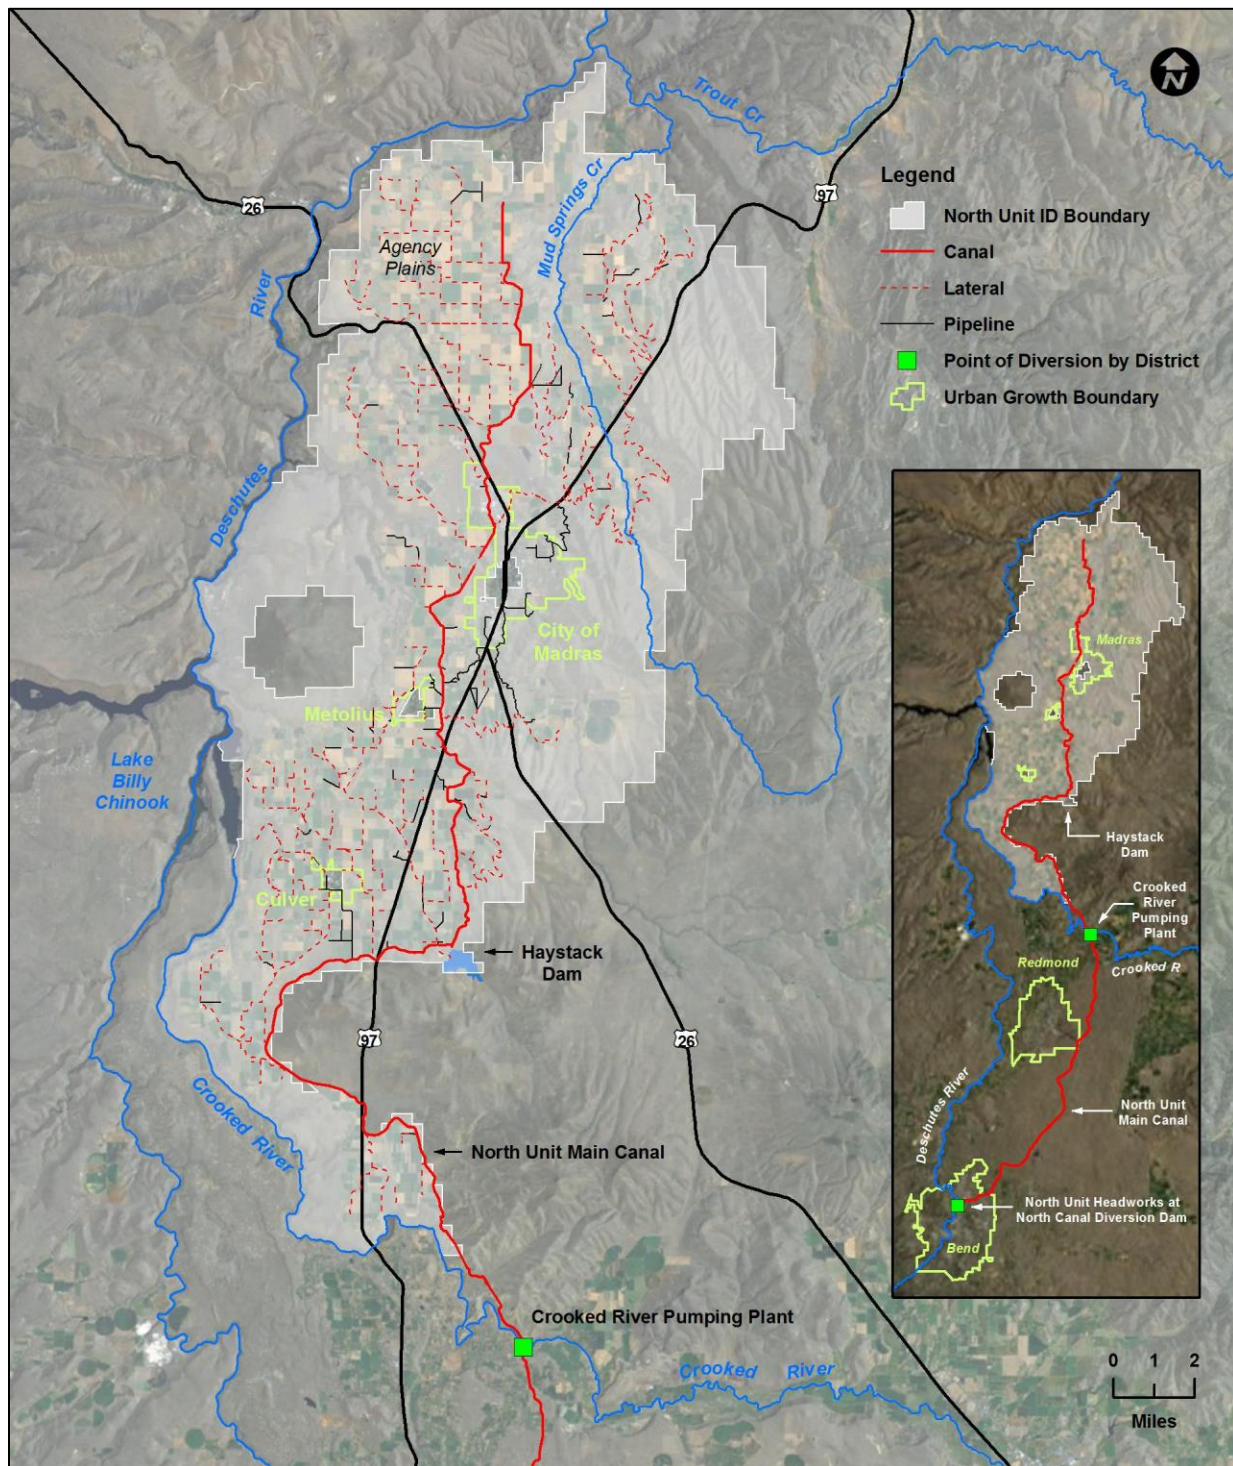 N
Trout Cr
Legend
97
North Unit ID Boundary
26
Mud Springs Cr
Agency
Plains
Canal
River
Lateral
Pipeline
Point of Diversion by District
Urban Growth Boundary
Deschutes
City of
Madras
Madras
Metolius
Lake
Billy
Chinook
Haystack
Dam
Culver
Crooked
River
Pumping
Plant
Haystack
Dam
Redmond
Crooked R
97
26
Crooked River
Deschutes River
North Unit
Main Canal
North Unit Main Canal
North Unit Headworks at
North Canal Diversion Dam
Bend
Crooked River Pumping Plant
Crooked River
0 1 2
Miles